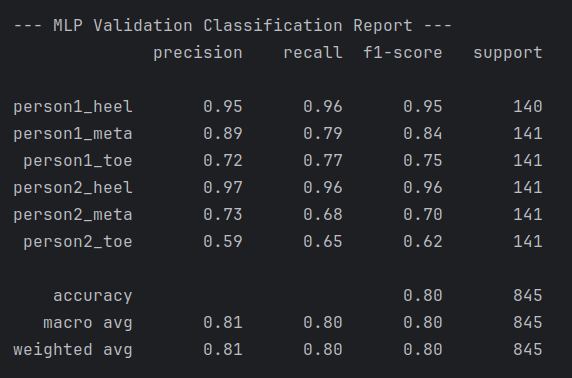 --- MLP Validation Classification Report ---
precision recall f1-score support
person1_heel 0.95 0.96 0.95 140
person1_meta 0.89 0.79 0.84 141
person1_toe 0.72 0.77 0.75 141
person2_heel 0.97 0.96 0.96 141
person2_meta 0.73 0.68 0.70 141
person2_toe 0.59 0.65 0.62 141
accuracy 0.80 845
macro avg 0.81 0.80 0.80 845
weighted avg 0.81 0.80 0.80 845